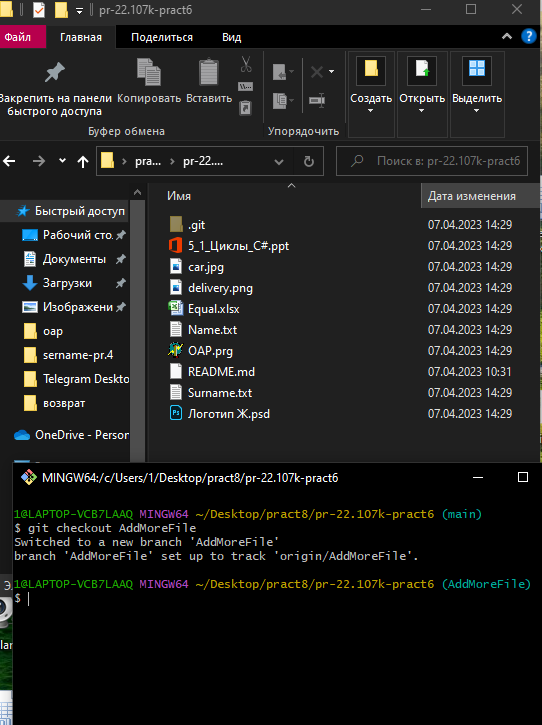 pr-22.107k-pract6
Файл
Главная
Поделиться
Вид
Закрепить на панели быстрого доступа
Копировать
Вставить
Создать
Открыть
Выделить
Буфер обмена
Упорядочить
pra...
pr-22....
Поиск в: pr-22.107k-pract6
Имя
Дата изменения
Быстрый доступ
Рабочий сто.
Документы
Загрузки
Изображени
оар
sername-pr.4
Telegram Deskto
возврат
OneDrive - Person
.git 07.04.2023 14:29
5_1_Циклы_C#.ppt 07.04.2023 14:29
car.jpg 07.04.2023 14:29
delivery.png 07.04.2023 14:29
Equal.xlsx 07.04.2023 14:29
Name.txt 07.04.2023 14:29
OAP.prg 07.04.2023 14:29
README.md 07.04.2023 10:31
Surname.txt 07.04.2023 14:29
Логотип Ж.psd 07.04.2023 14:29
MINGW64:/c/Users/1/Desktop/pract8/pr-22.107k-pract6
1@LAPTOP-VCB7LAAQ MINGW64 ~/Desktop/pract8/pr-22.107k-pract6 (main)
$ git checkout AddMoreFile
Switched to a new branch 'AddMoreFile'
branch 'AddMoreFile' set up to track 'origin/AddMoreFile'.
1@LAPTOP-VCB7LAAQ MINGW64 ~/Desktop/pract8/pr-22.107k-pract6 (AddMoreFile)
$